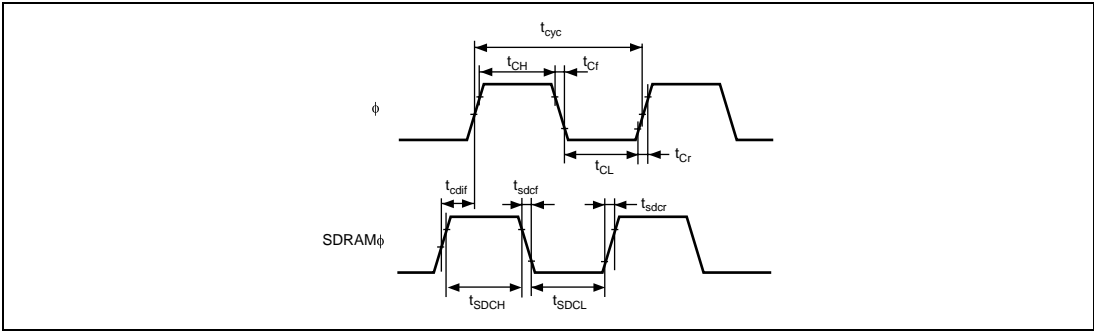 tcyc
tCH
tCf
ϕ
tCL
tCr
tcdif
tsdcf
tsdcr
SDRAMϕ
tSDCH
tSDCL